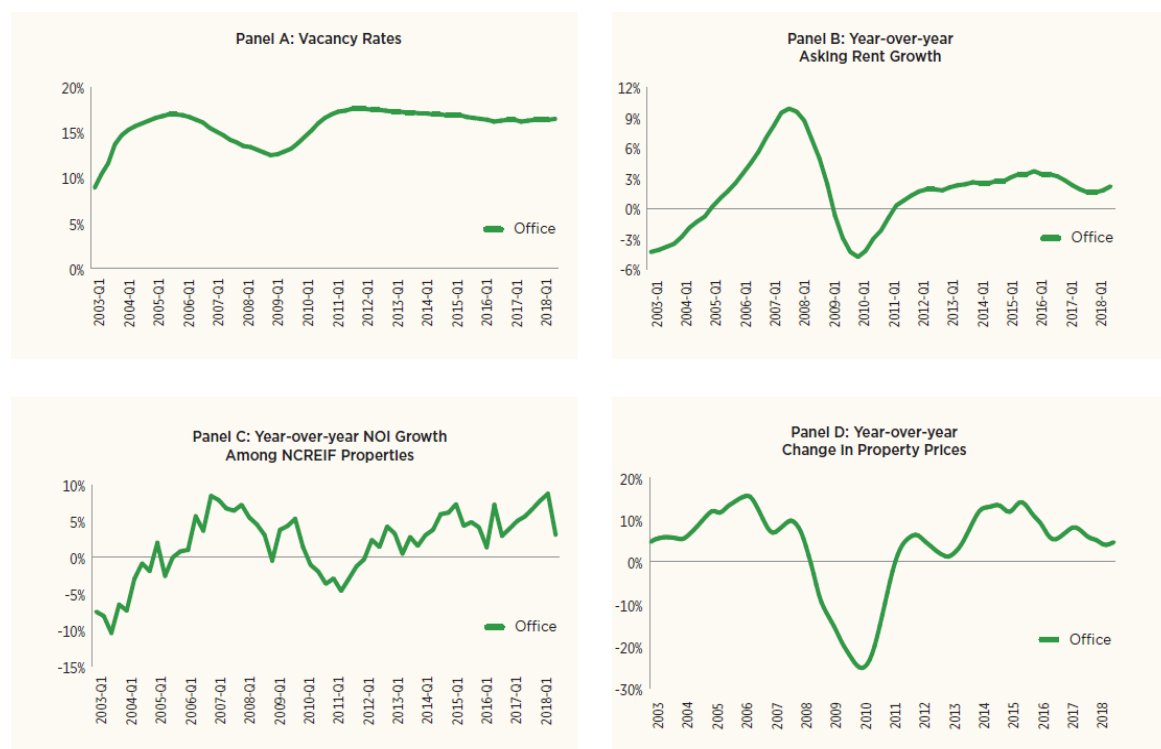 Panel A: Vacancy Rates
20%
15%
10%
5%
0%
Office
2003-Q1
2004-Q1
2005-Q1
2006-Q1
2007-Q1
2008-Q1
2009-Q1
2010-Q1
2011-Q1
2012-Q1
2013-Q1
2014-Q1
2015-Q1
2016-Q1
2017-Q1
2018-Q1
Panel B: Year-over-year
Asking Rent Growth
12%
9%
6%
3%
0%
-3%
-6%
Office
2003-Q1
2004-Q1
2005-Q1
2006-Q1
2007-Q1
2008-Q1
2009-Q1
2010-Q1
2011-Q1
2012-Q1
2013-Q1
2014-Q1
2015-Q1
2016-Q1
2017-Q1
2018-Q1
Panel C: Year-over-year NOI Growth
Among NCREIF Properties
10%
5%
0%
-5%
-10%
-15%
Office
2003-Q1
2004-Q1
2005-Q1
2006-Q1
2007-Q1
2008-Q1
2009-Q1
2010-Q1
2011-Q1
2012-Q1
2013-Q1
2014-Q1
2015-Q1
2016-Q1
2017-Q1
2018-Q1
Panel D: Year-over-year
Change in Property Prices
20%
10%
0%
-10%
-20%
-30%
Office
2003
2004
2005
2006
2007
2008
2009
2010
2011
2012
2013
2014
2015
2016
2017
2018